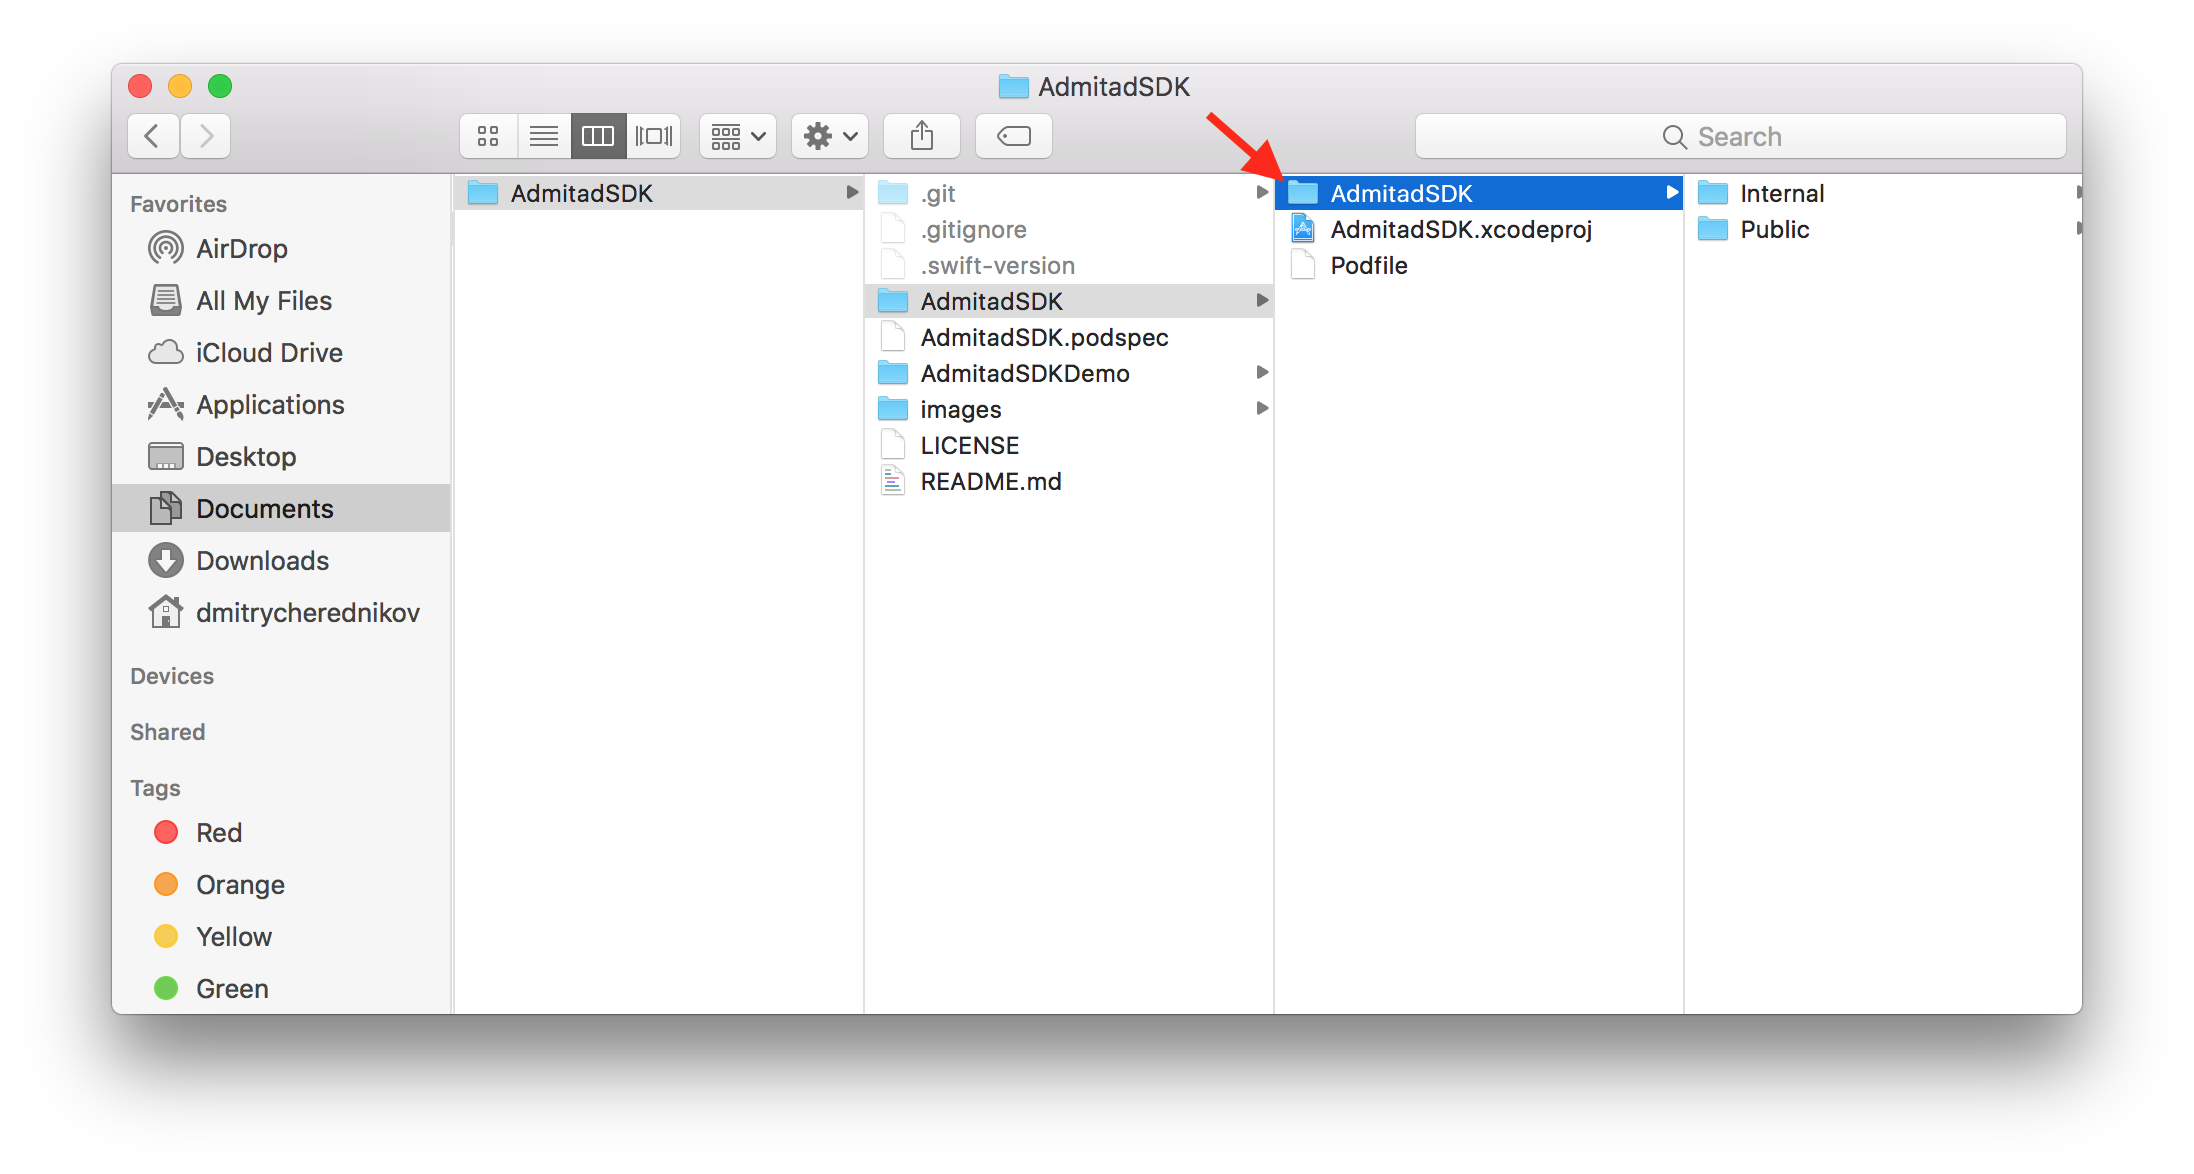 AdmitadSDK
Search
Favorites
AirDrop
All My Files
iCloud Drive
Applications
Desktop
Documents
Downloads
dmitrycherednikov
Devices
Shared
Tags
Red
Orange
Yellow
Green
AdmitadSDK
.git
.gitignore
.swift-version
AdmitadSDK
AdmitadSDK.podspec
AdmitadSDKDemo
images
LICENSE
README.md
AdmitadSDK
AdmitadSDK.xcodeproj
Podfile
Internal
Public